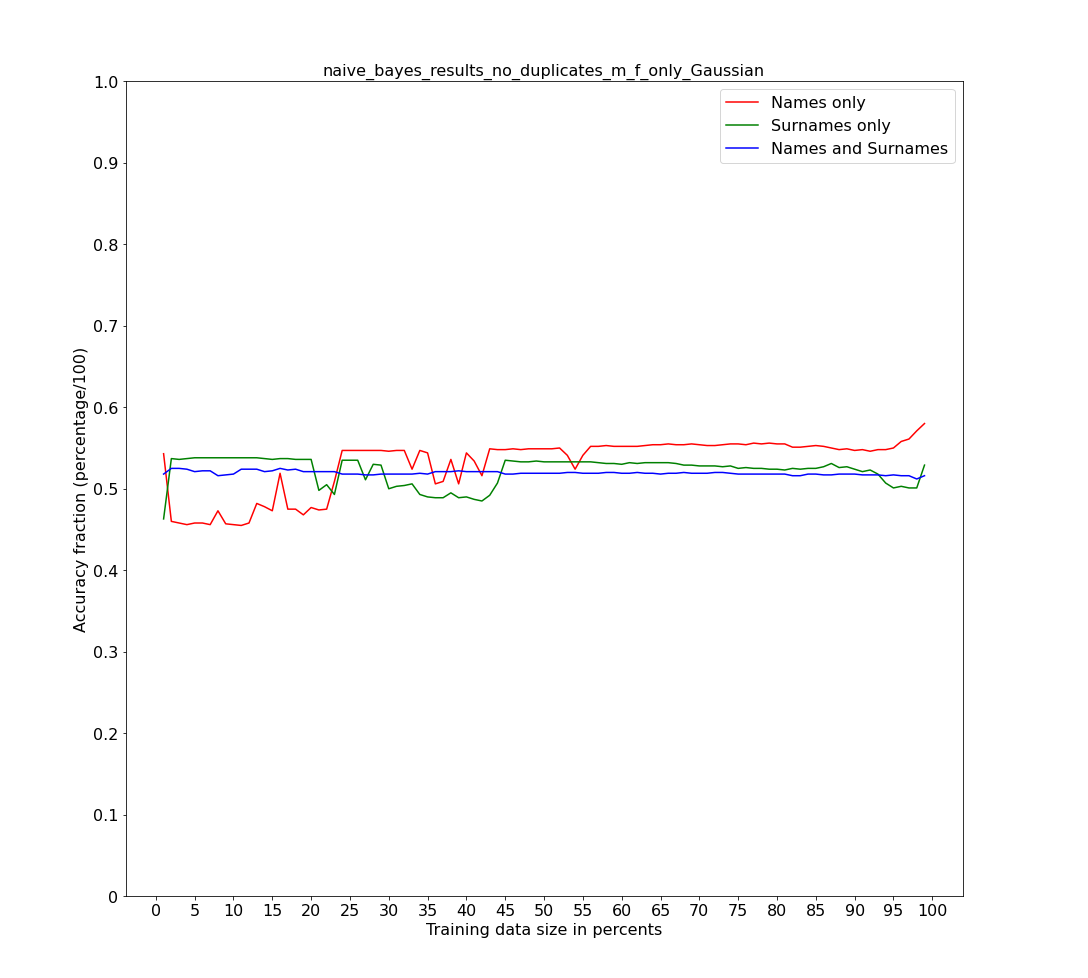 naive_bayes_results_no_duplicates_m_f_only_Gaussian
Names only
Surnames only
Names and Surnames
Accuracy fraction (percentage/100)
1.0
0.9
0.8
0.7
0.6
0.5
0.4
0.3
0.2
0.1
0
0 5 10 15 20 25 30 35 40 45 50 55 60 65 70 75 80 85 90 95 100
Training data size in percents